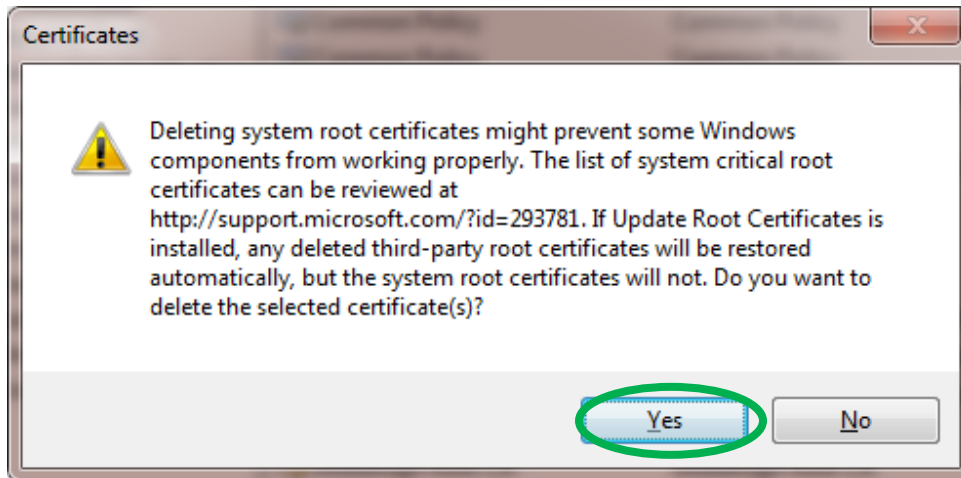 Certificates
Deleting system root certificates might prevent some Windows
components from working properly. The list of system critical root
certificates can be reviewed at
http://support.microsoft.com/?id=293781. If Update Root Certificates is
installed, any deleted third-party root certificates will be restored
automatically, but the system root certificates will not. Do you want to
delete the selected certificate(s)?
Yes
No